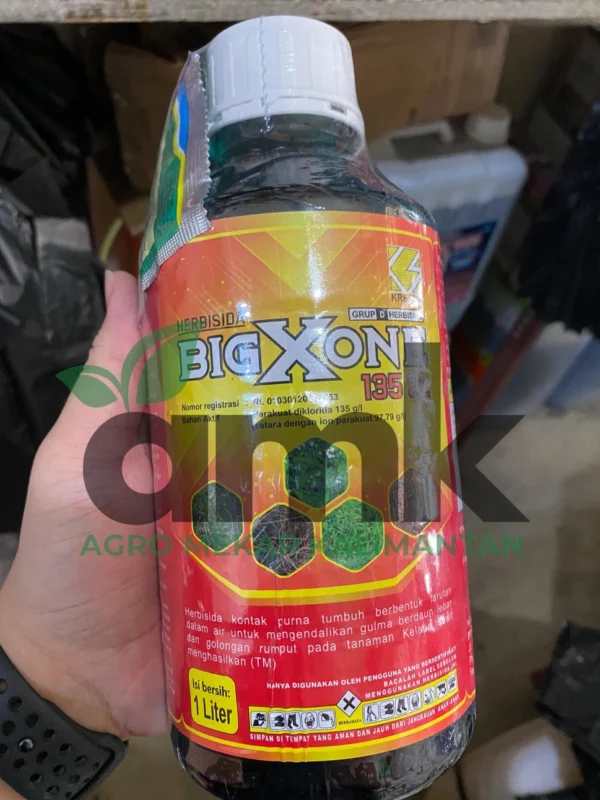 HERBISIDA
GRUP D
BIGXONE
135
Nomor registrasi :
Bahan Aktif
Parakuat diklorida 135 g/l
setara dengan ion parakuat 97,79 g/l
amk
AGRO MEKAR KALIMANTAN
Herbisida kontak purna tumbuh berbentuk larutan
dalam air untuk mengendalikan gulma berdaun lebar
dan golongan rumput pada tanaman Kelapa Sawit
menghasilkan (TM)
Isi bersih:
1 Liter
HANYA DIGUNAKAN OLEH PENGGUNA YANG BERSERTIFIKAT
BACALAH LABEL SEBELUM
MENGGUNAKAN HERBISIDA INI
BERBAHAYA
SIMPAN DI TEMPAT YANG AMAN DAN JAUH DARI JANGKAUAN ANAK-ANAK